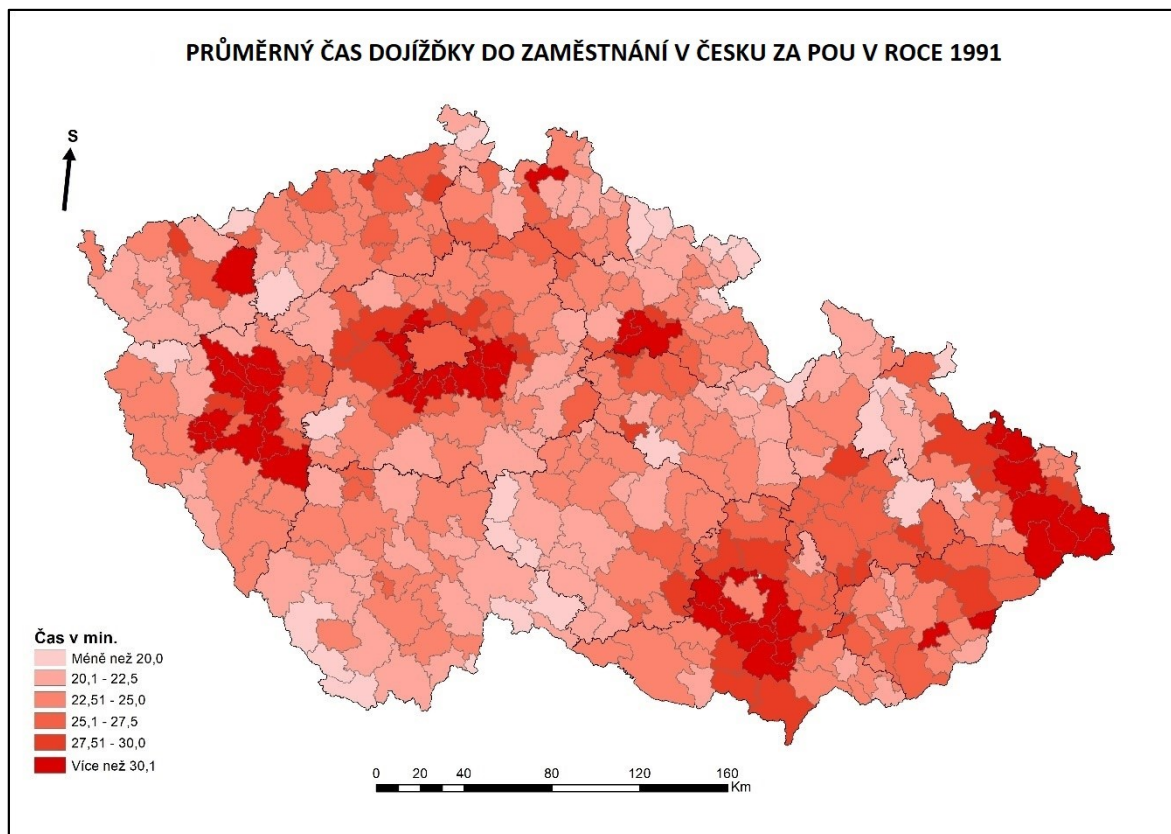 PRŮMĚRNÝ ČAS DOJÍŽĎKY DO ZAMĚSTNÁNÍ V ČESKU ZA POU V ROCE 1991
S
Čas v min.
Méně než 20,0
20,1 - 22,5
22,51 - 25,0
25,1 - 27,5
27,51 - 30,0
Více než 30,1
0 20 40 80 120 160
Km